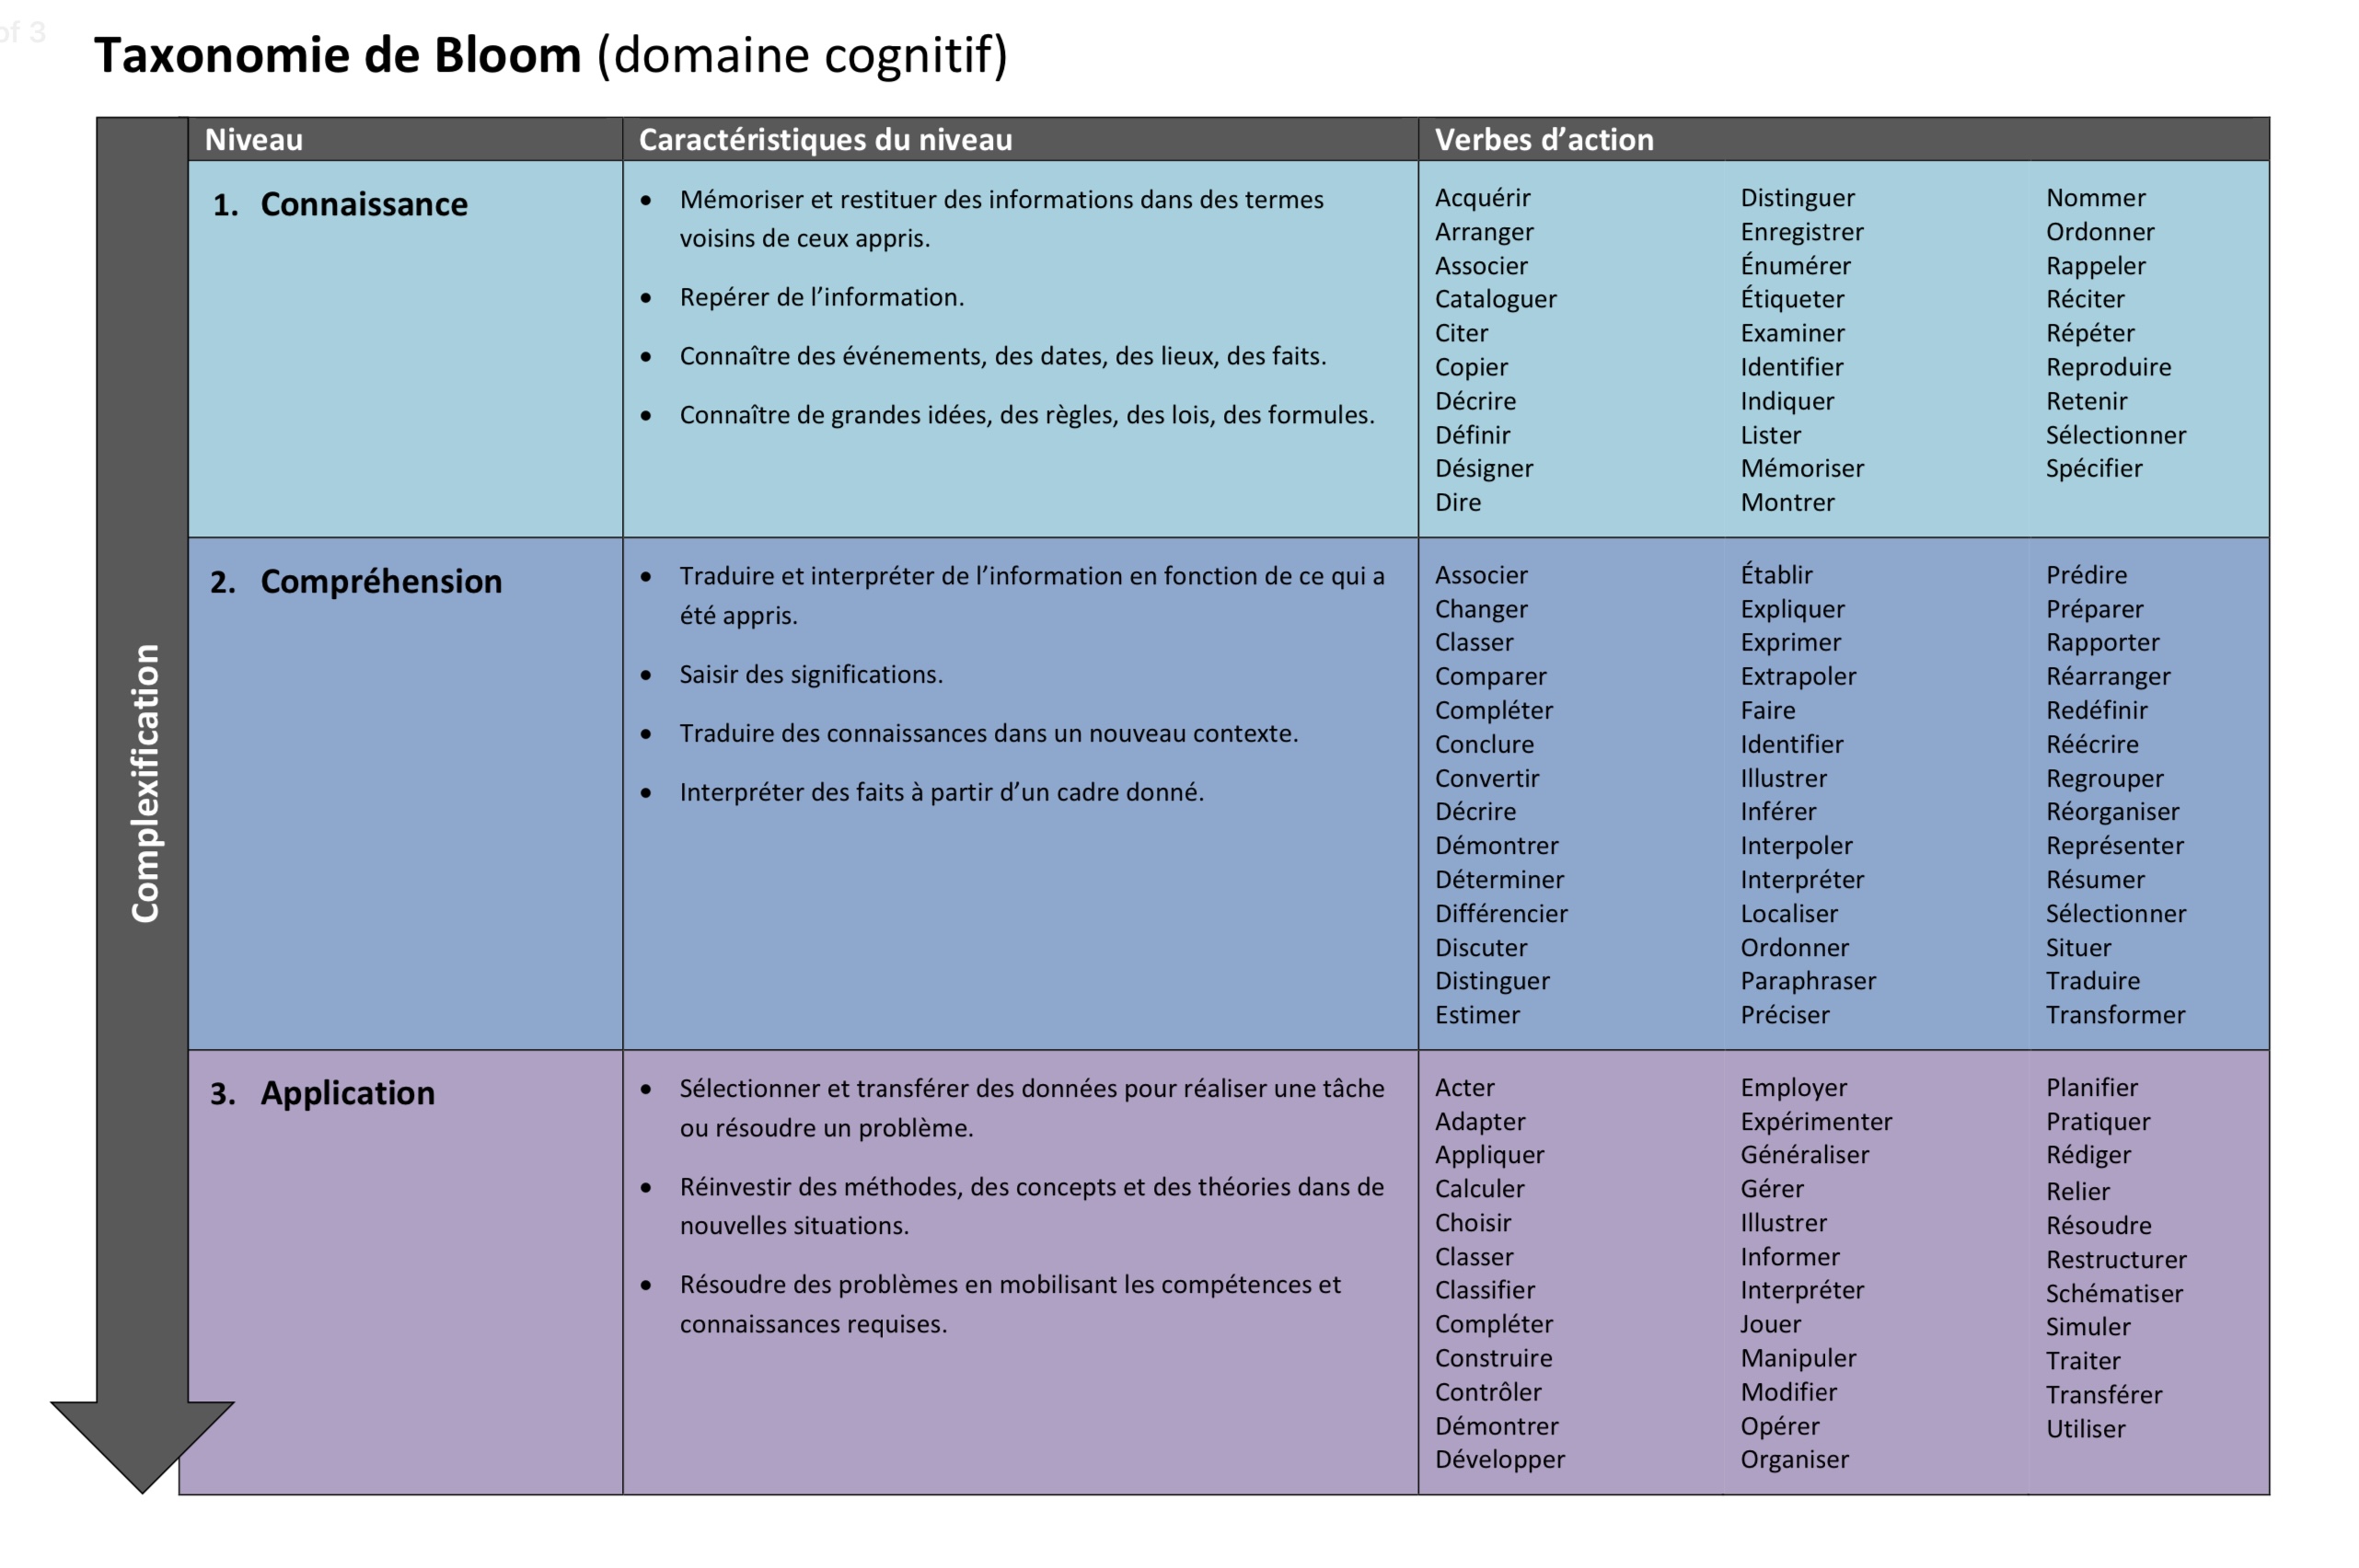 of 3
Taxonomie de Bloom (domaine cognitif)
Niveau
Caractéristiques du niveau
Verbes d’action
Complexification
1. Connaissance
• Mémoriser et restituer des informations dans des termes
voisins de ceux appris.
• Repérer de l’information.
• Connaître des événements, des dates, des lieux, des faits.
• Connaître de grandes idées, des règles, des lois, des formules.
Acquérir
Arranger
Associer
Cataloguer
Citer
Copier
Décrire
Définir
Désigner
Dire
Distinguer
Enregistrer
Énumérer
Étiqueter
Examiner
Identifier
Indiquer
Lister
Mémoriser
Montrer
Nommer
Ordonner
Rappeler
Réciter
Répéter
Reproduire
Retenir
Sélectionner
Spécifier
2. Compréhension
• Traduire et interpréter de l’information en fonction de ce qui a
été appris.
• Saisir des significations.
• Traduire des connaissances dans un nouveau contexte.
• Interpréter des faits à partir d’un cadre donné.
Associer
Changer
Classer
Comparer
Compléter
Conclure
Convertir
Décrire
Démontrer
Déterminer
Différencier
Discuter
Distinguer
Estimer
Établir
Expliquer
Exprimer
Extrapoler
Faire
Identifier
Illustrer
Inférer
Interpoler
Interpréter
Localiser
Ordonner
Paraphraser
Préciser
Prédire
Préparer
Rapporter
Réarranger
Redéfinir
Réécrire
Regrouper
Réorganiser
Représenter
Résumer
Sélectionner
Situer
Traduire
Transformer
3. Application
• Sélectionner et transférer des données pour réaliser une tâche
ou résoudre un problème.
• Réinvestir des méthodes, des concepts et des théories dans de
nouvelles situations.
• Résoudre des problèmes en mobilisant les compétences et
connaissances requises.
Acter
Adapter
Appliquer
Calculer
Choisir
Classer
Classifier
Compléter
Construire
Contrôler
Démontrer
Développer
Employer
Expérimenter
Généraliser
Gérer
Illustrer
Informer
Interpréter
Jouer
Manipuler
Modifier
Opérer
Organiser
Planifier
Pratiquer
Rédiger
Relier
Résoudre
Restructurer
Schématiser
Simuler
Traiter
Transférer
Utiliser